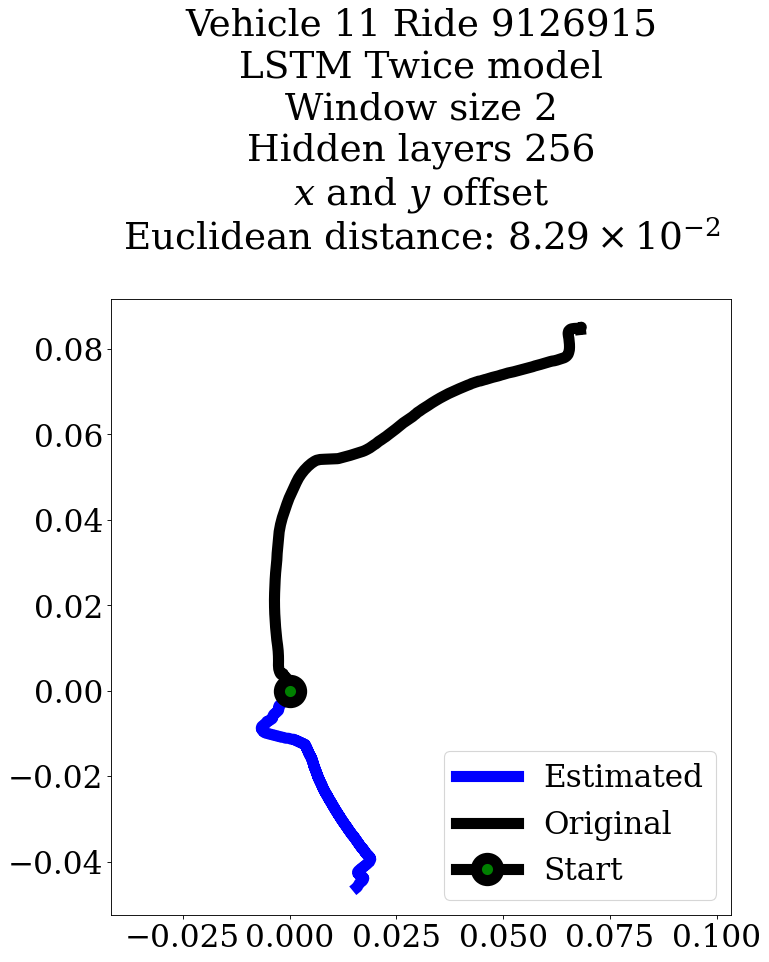 Vehicle 11 Ride 9126915
LSTM Twice model
Window size 2
Hidden layers 256
x and y offset
Euclidean distance: 8.29 × 10⁻²
0.08
0.06
0.04
0.02
0.00
−0.02
−0.04
Estimated
Original
Start
−0.025 0.000 0.025 0.050 0.075 0.100